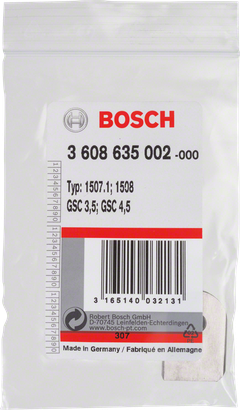 BOSCH
3 608 635 002 -000
Typ: 1507.1; 1508
GSC 3,5; GSC 4,5
3 165140 032131
Robert Bosch GmbH
D-70745 Leinfelden-Echterdingen
www.bosch-pt.com
307
Made in Germany / Fabriqué en Allemagne